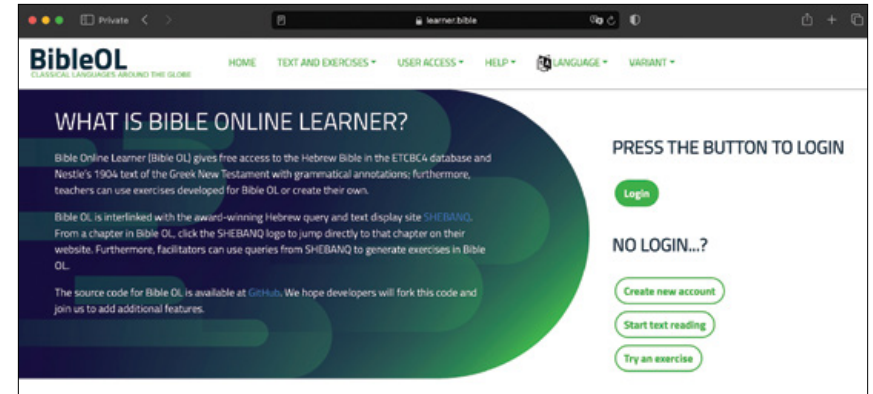 Private
learner.bible
BibleOL
CLASSICAL LANGUAGES AROUND THE GLOBE
HOME TEXT AND EXERCISES USER ACCESS HELP LANGUAGE VARIANT
WHAT IS BIBLE ONLINE LEARNER?
Bible Online Learner (Bible OL) gives free access to the Hebrew Bible in the ETCBC4 database and
Nestle's 1904 text of the Greek New Testament with grammatical annotations; furthermore,
teachers can use exercises developed for Bible OL or create their own.
Bible OL is interlinked with the award-winning Hebrew query and text display site SHEBANQ.
From a chapter in Bible OL, click the SHEBANQ logo to jump directly to that chapter on their
website. Furthermore, facilitators can use queries from SHEBANQ to generate exercises in Bible
OL.
The source code for Bible OL is available at GitHub. We hope developers will fork this code and
join us to add additional features.
PRESS THE BUTTON TO LOGIN
Login
NO LOGIN...?
Create new account
Start text reading
Try an exercise